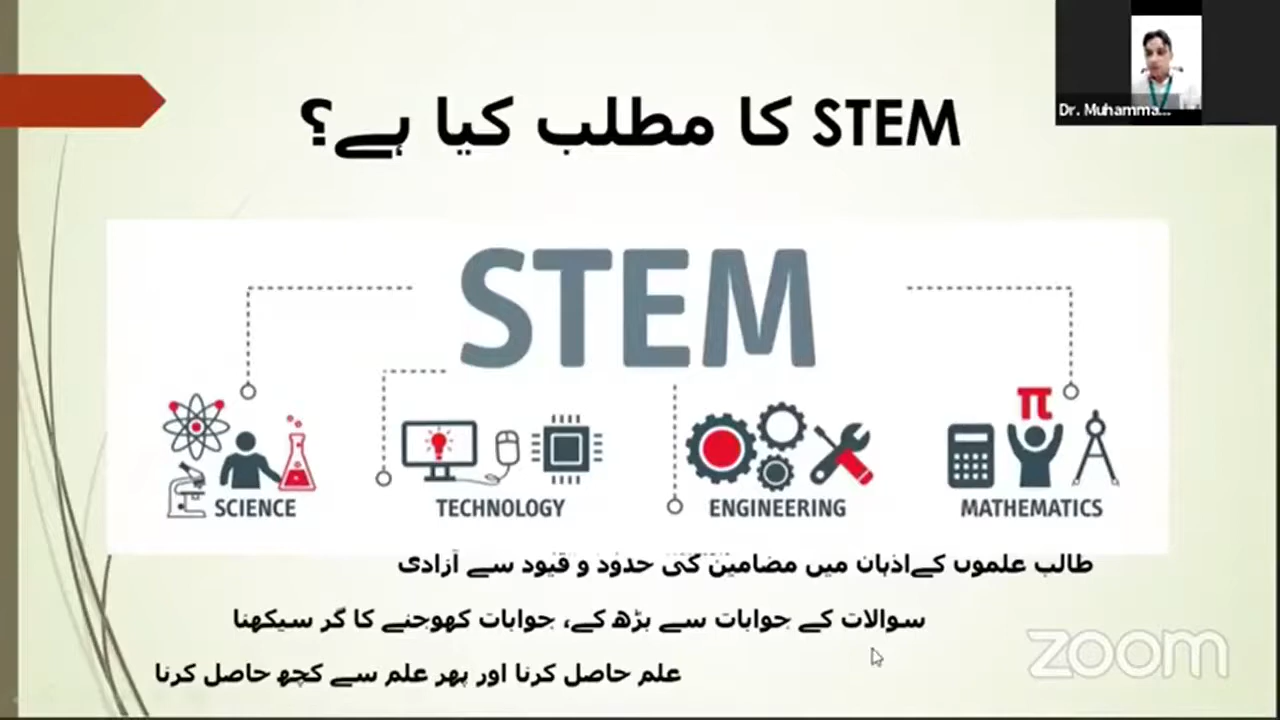 Dr. Muhamma...
STEM کا مطلب کیا ہے؟
STEM
SCIENCE
TECHNOLOGY
ENGINEERING
π
MATHEMATICS
طالب علموں کےاذہان میں مضامین کی حدود و قیود سے آزادی
سوالات کے جوابات سے بڑھ کے، جوابات کھوجنے کا گر سیکھنا
علم حاصل کرنا اور پھر علم سے کچھ حاصل کرنا
zoom